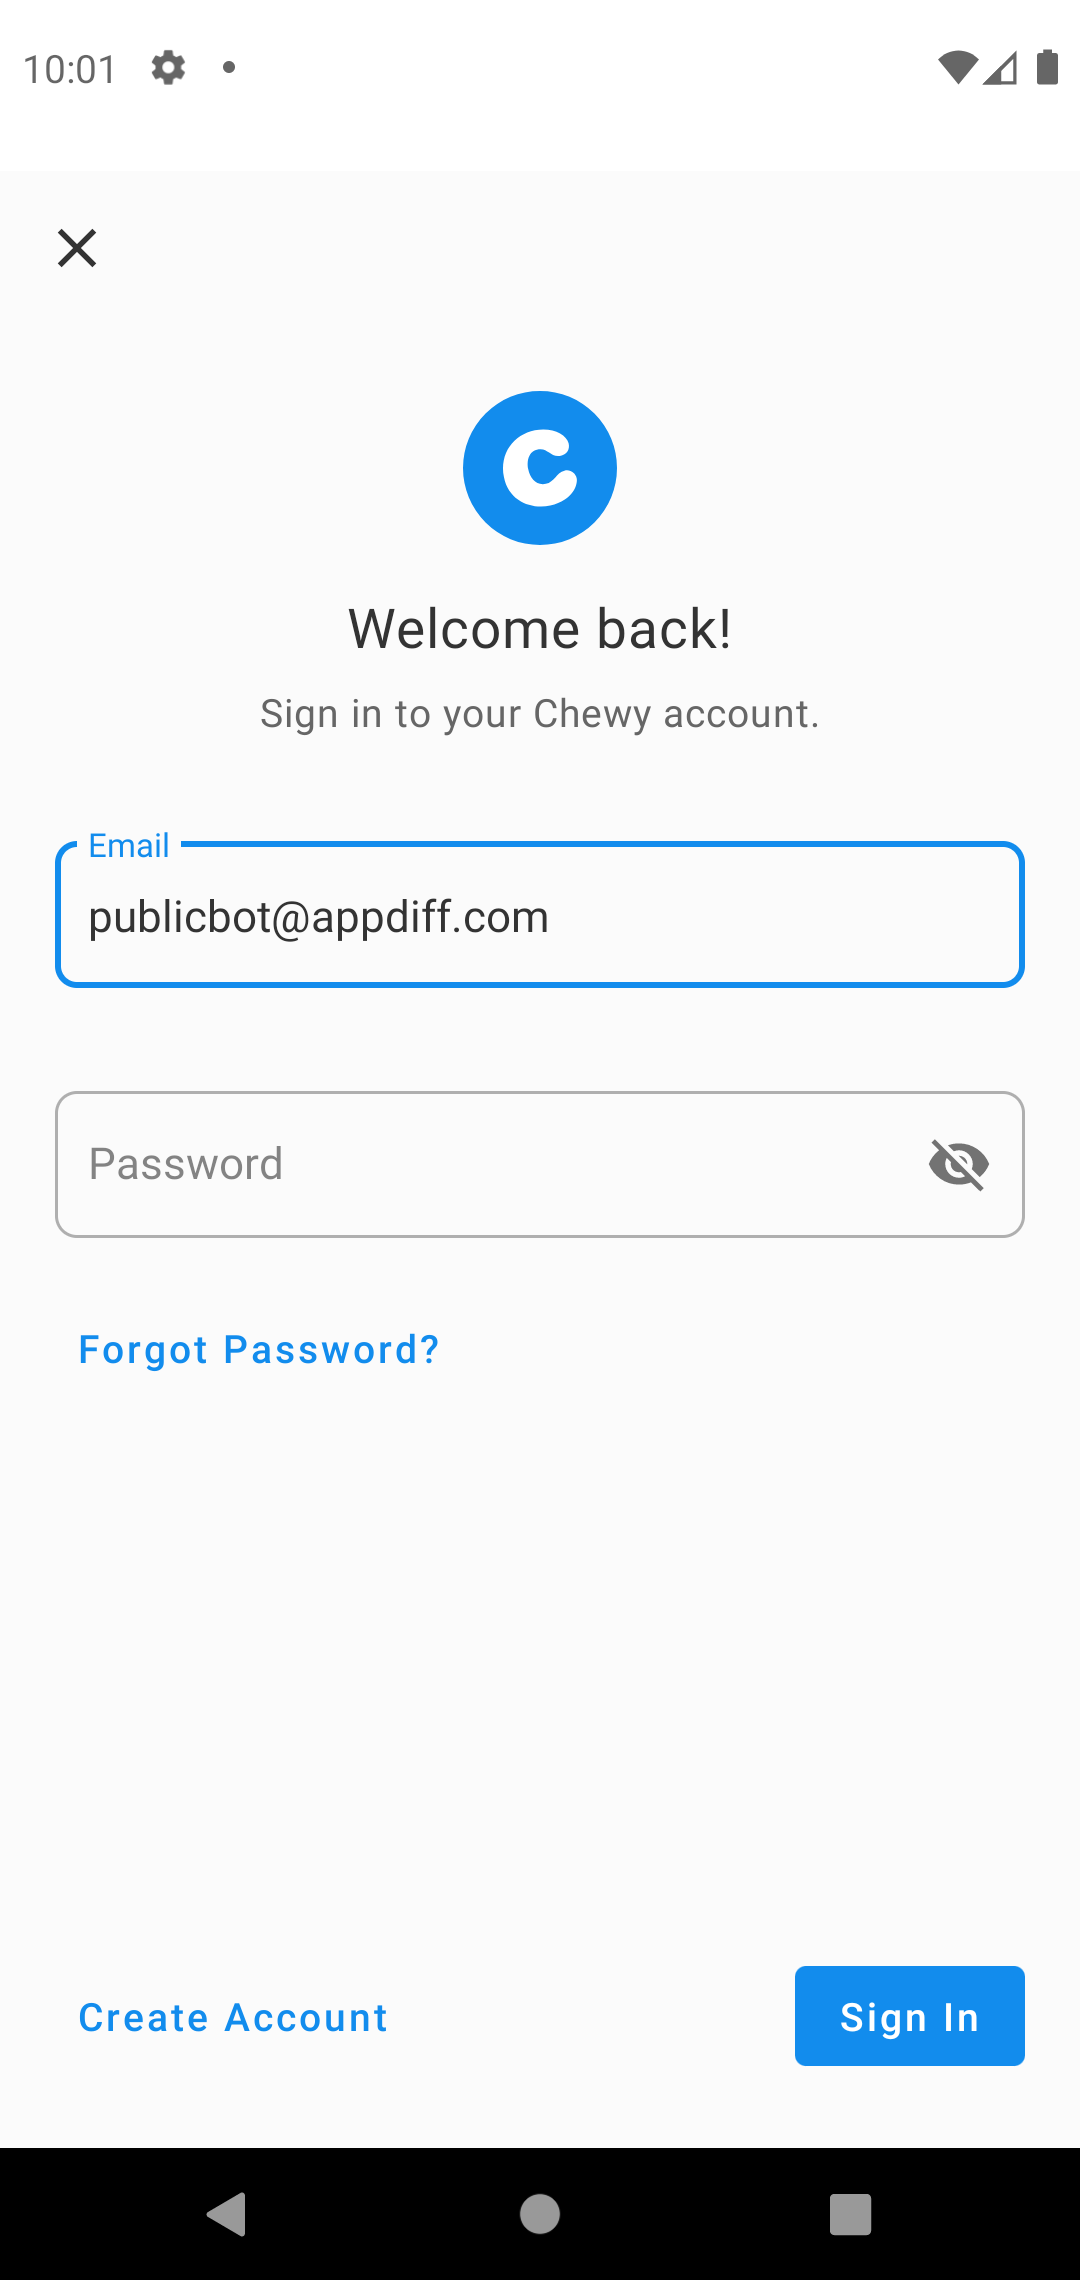 10:01
C
Welcome back!
Sign in to your Chewy account.
Email
publicbot@appdiff.com
Password
Forgot Password?
Create Account
Sign In